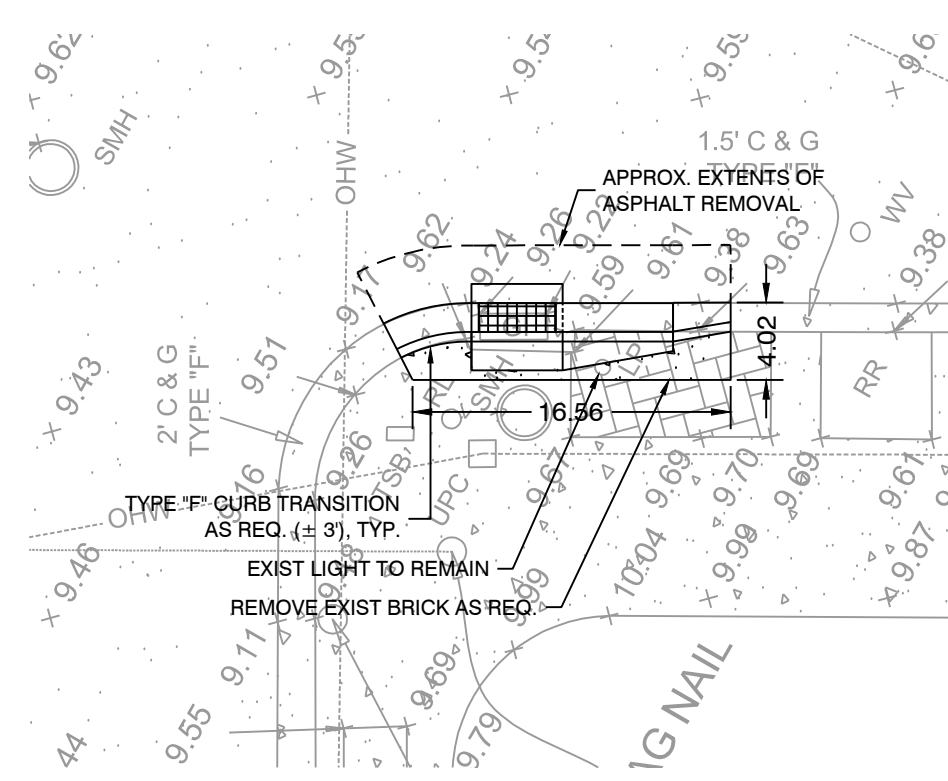 9.62
9.6
SMH
OHW
1.5' C & G
TYPE "F"
APPROX. EXTENTS OF
ASPHALT REMOVAL
WV
9.62
9.24
9.26
9.22
9.59
9.61
9.38
9.63
9.38
9.17
4.02
9.43
2' C & G
TYPE "F"
9.51
SMH
LP
RR
16.56
9.26
TSB
UPC
9.67
9.69
9.70
9.69
9.61
OHW
TYPE "F" CURB TRANSITION
AS REQ. (± 3'), TYP.
EXIST LIGHT TO REMAIN
REMOVE EXIST BRICK AS REQ.
9.46
10.04
9.99
9.87
9.11
9.69
9.55
9.79
44
AG NAIL